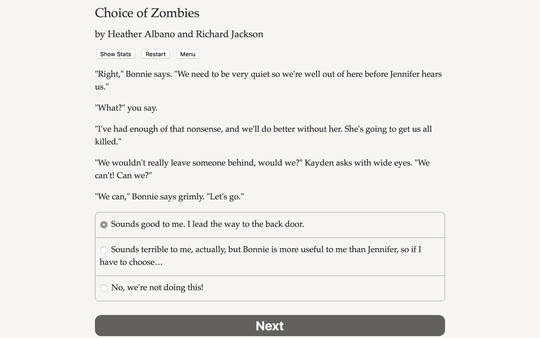 Choice of Zombies
by Heather Albano and Richard Jackson
Show Stats Restart Menu
"Right," Bonnie says. "We need to be very quiet so we're well out of here before Jennifer hears
us."
"What?" you say.
"I've had enough of that nonsense, and we'll do better without her. She's going to get us all
killed."
"We wouldn't really leave someone behind, would we?" Kayden asks with wide eyes. "We
can't! Can we?"
"We can," Bonnie says grimly. "Let's go."
Sounds good to me. I lead the way to the back door.
Sounds terrible to me, actually, but Bonnie is more useful to me than Jennifer, so if I
have to choose…
No, we're not doing this!
Next